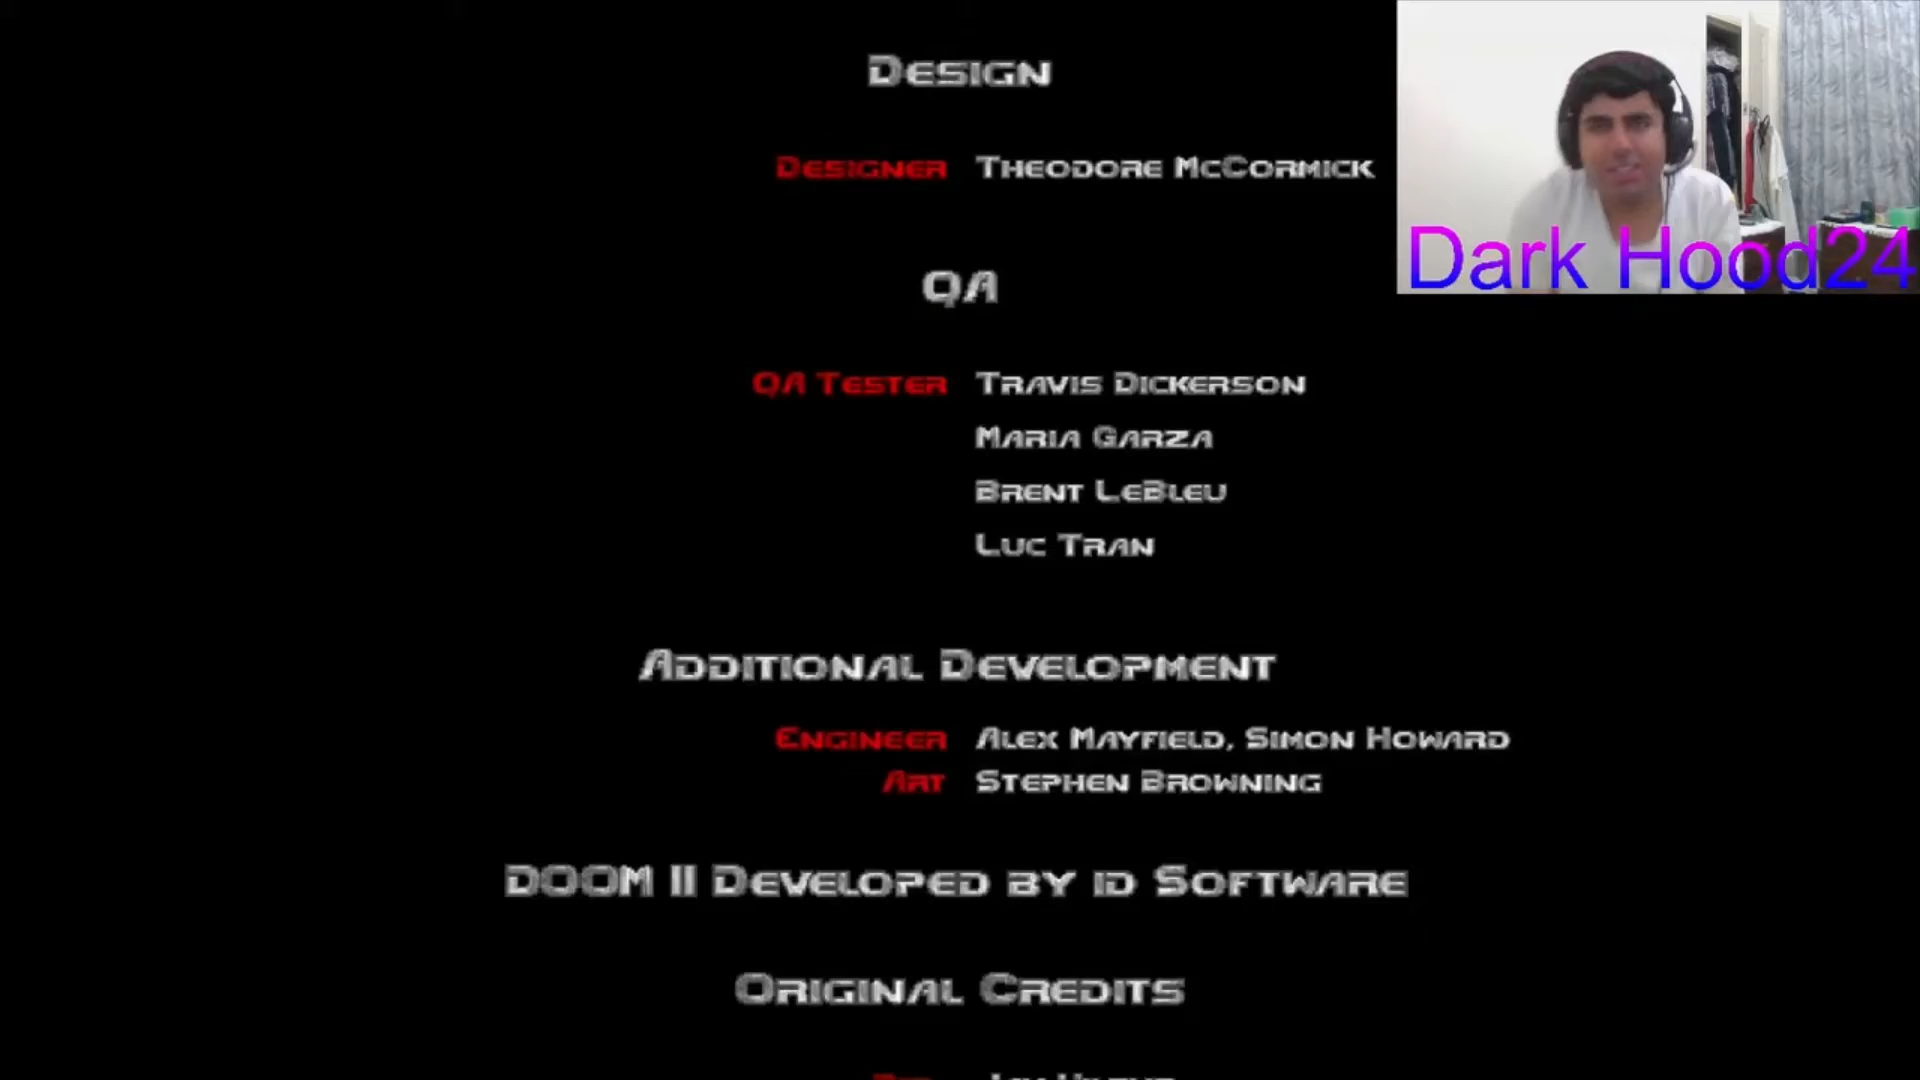 Design
Designer Theodore McCormick
QA
QA Tester Travis Dickerson
Maria Garza
Brent LeBleu
Luc Tran
Additional Development
Engineer Alex Mayfield, Simon Howard
Art Stephen Browning
DOOM II Developed by id Software
Original Credits
Dark Hood24